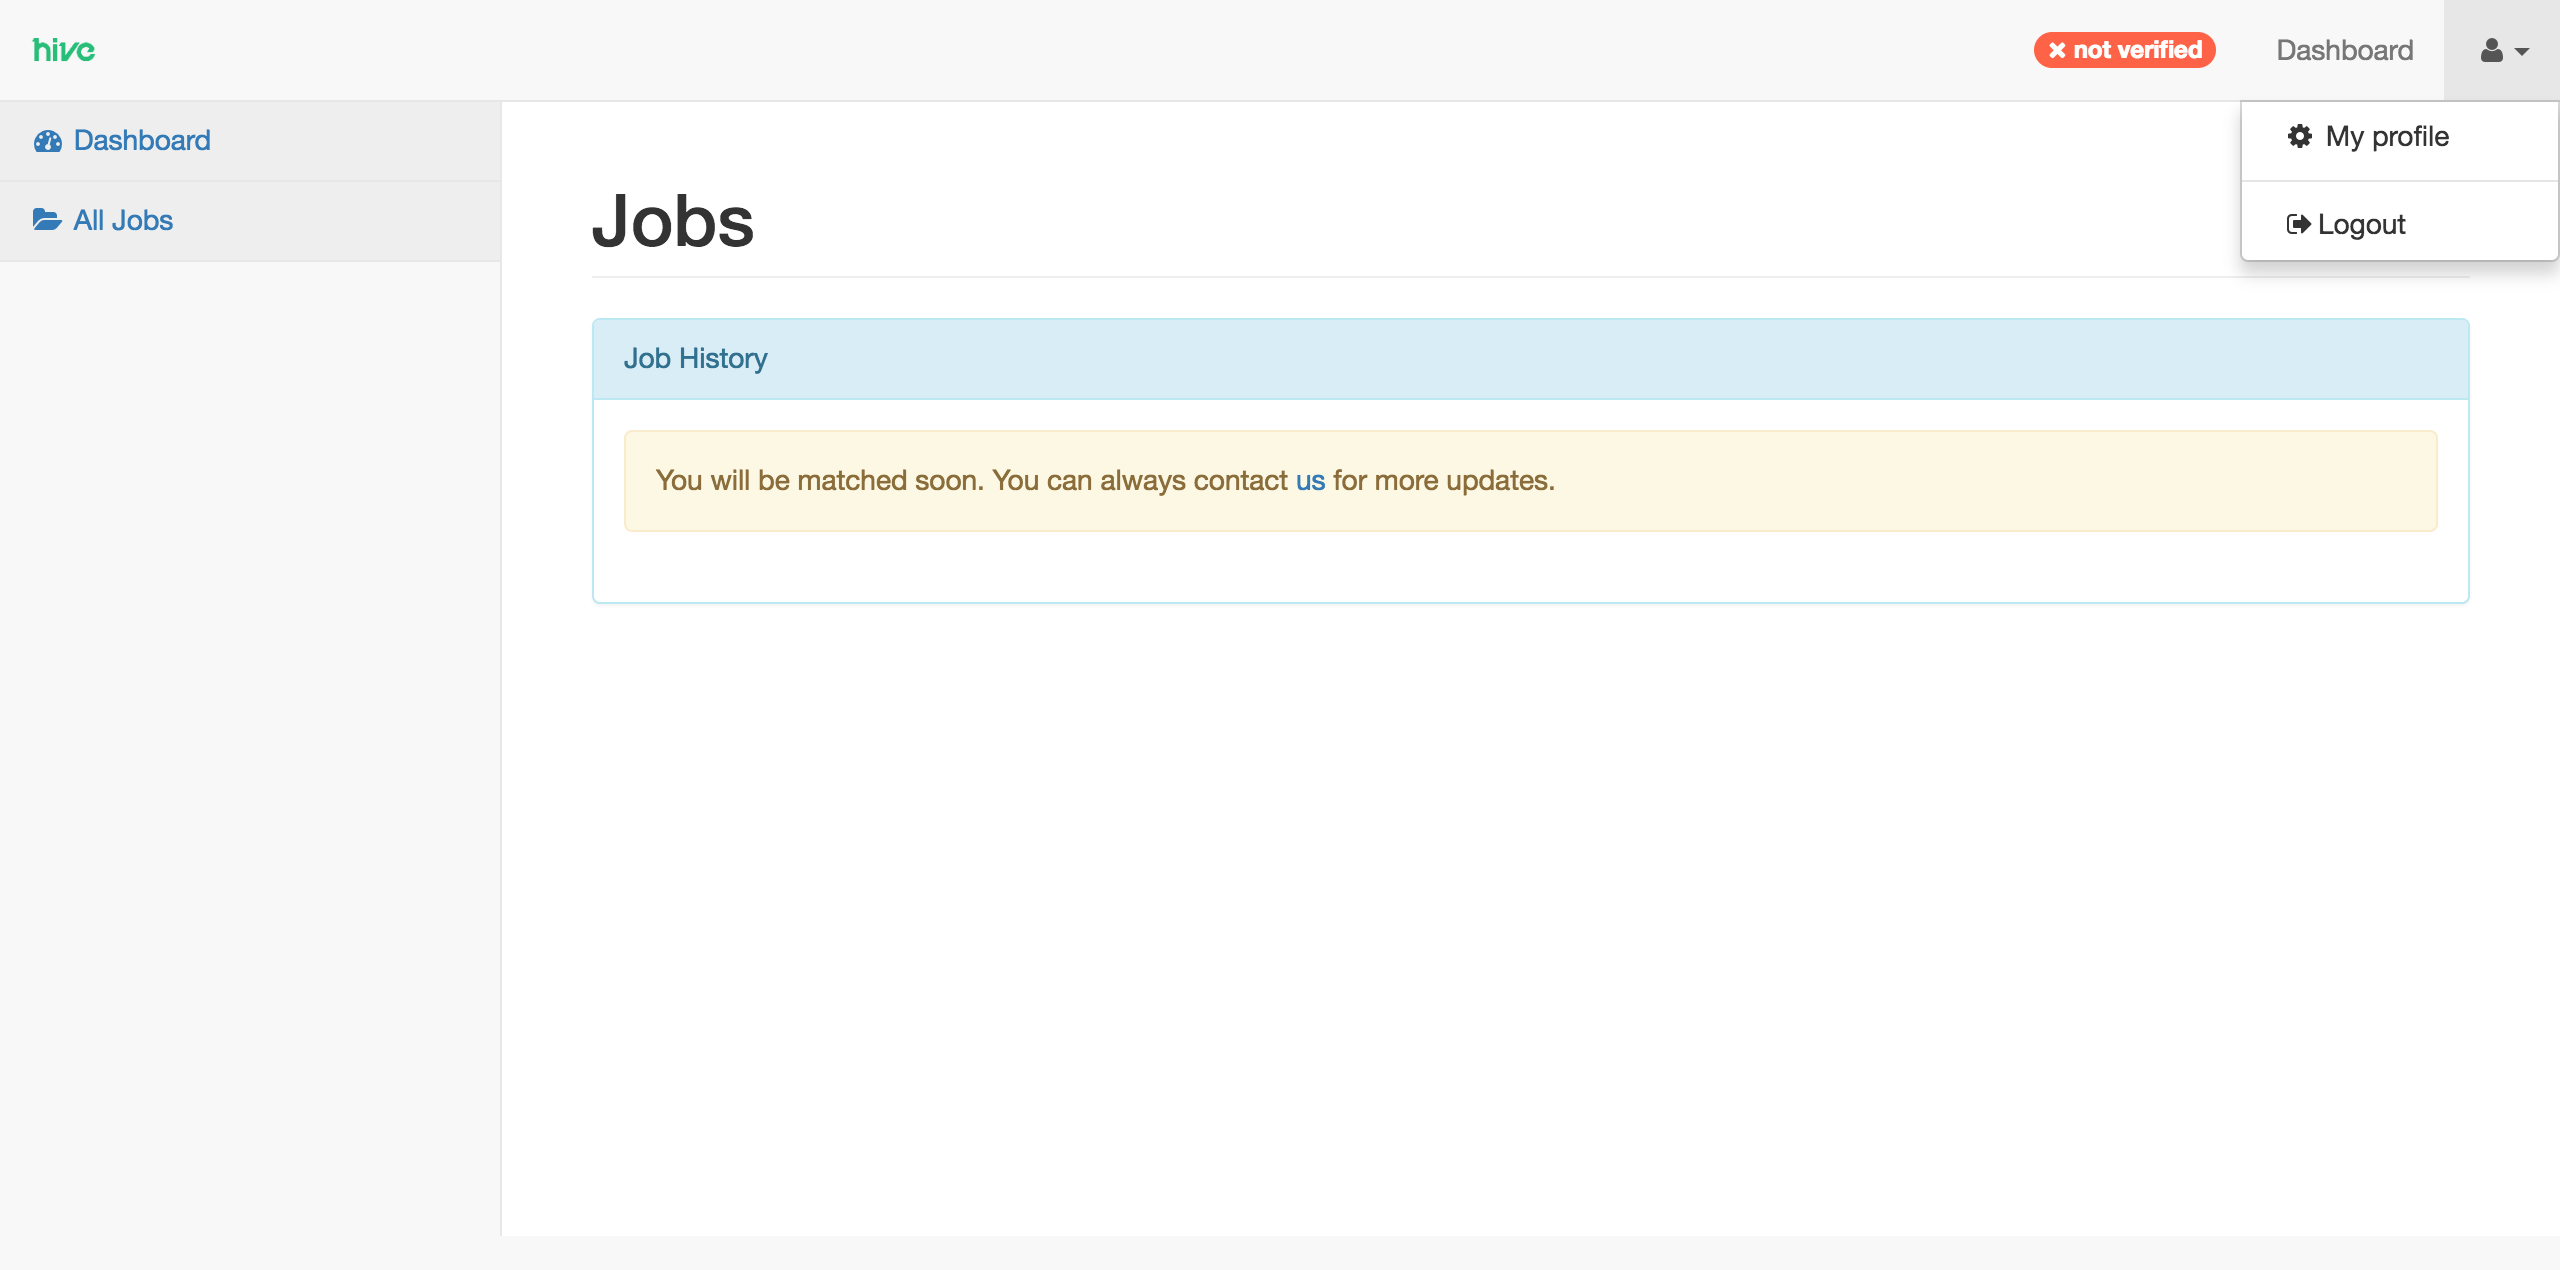 hive
not verified
Dashboard
Dashboard
My profile
All Jobs
Logout
Jobs
Job History
You will be matched soon. You can always contact us for more updates.